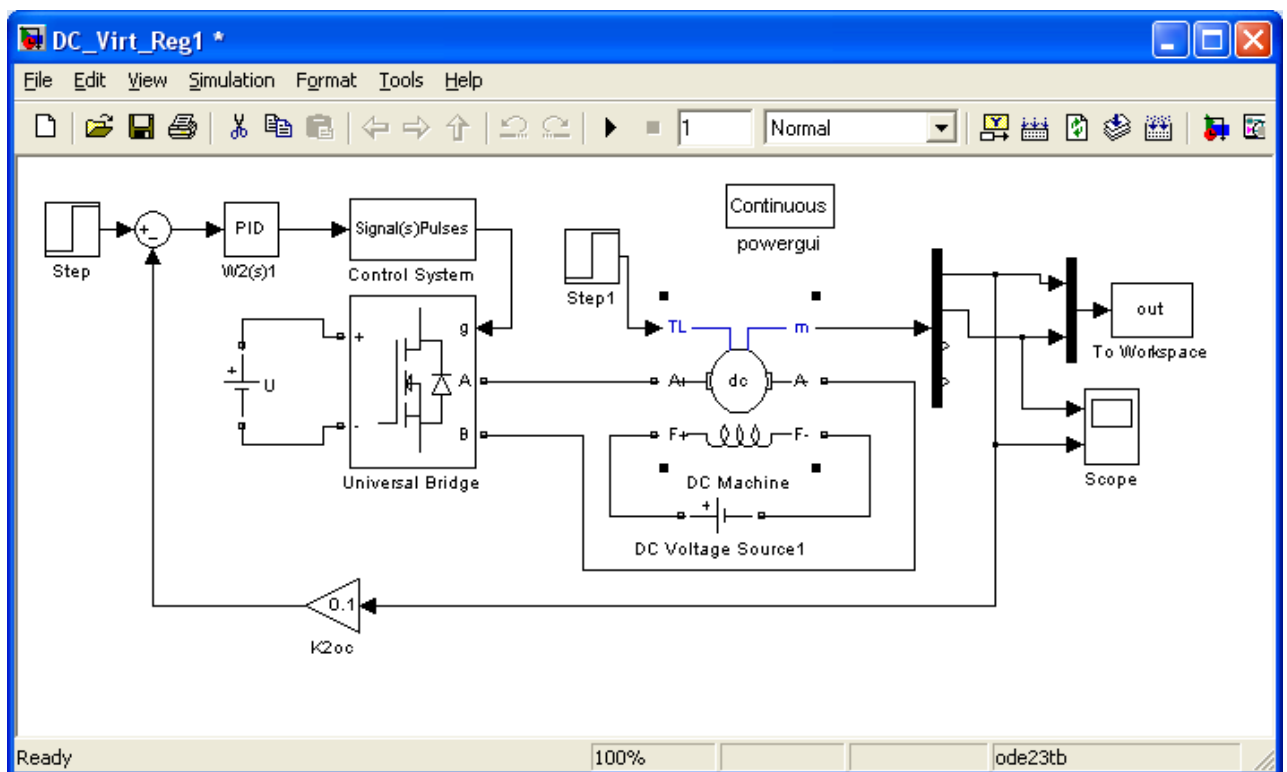 DC_Virt_Reg1 *
File Edit View Simulation Format Tools Help
1 Normal
Step
+
-
PID
W2(s)1
Signal(s)Pulses
Control System
Step1
Continuous
powergui
TL m
out
To Workspace
+ g
+ U
A
A+ dc A-
- B
F+ F-
Universal Bridge
DC Machine
Scope
+
DC Voltage Source1
0.1
K2oc
Ready 100% ode23tb